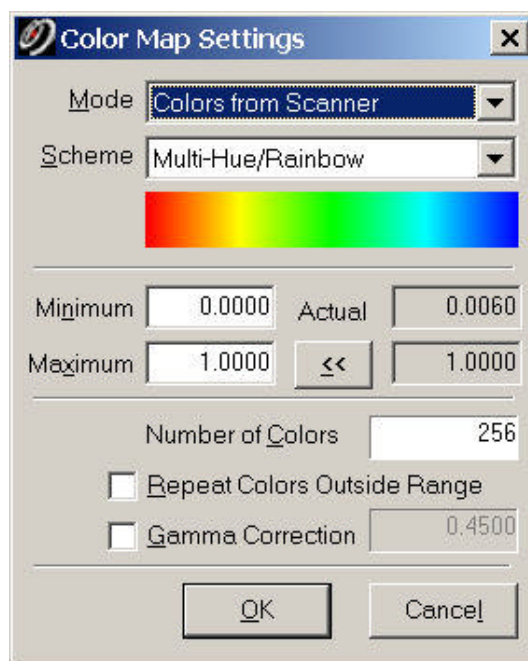 Color Map Settings
Mode Colors from Scanner
Scheme Multi-Hue/Rainbow
Minimum 0.0000 Actual 0.0060
Maximum 1.0000 << 1.0000
Number of Colors 256
Repeat Colors Outside Range
Gamma Correction 0.4500
OK Cancel